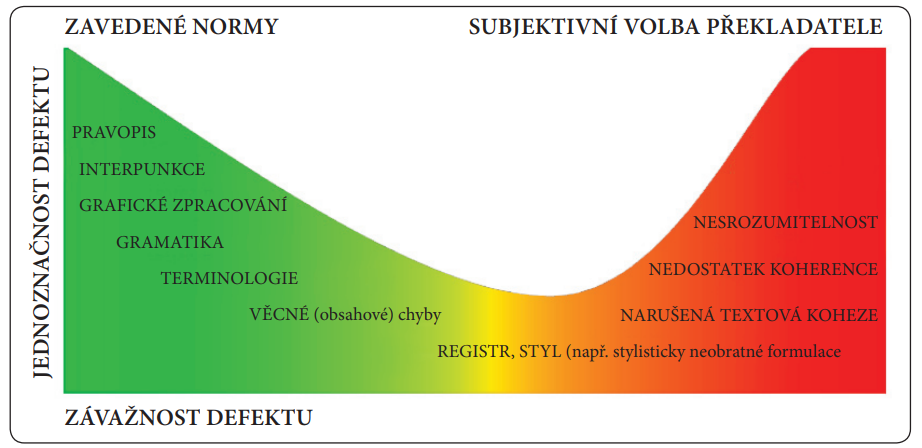 ZAVEDENÉ NORMY
SUBJEKTIVNÍ VOLBA PŘEKLADATELE
JEDNOZNAČNOST DEFEKTU
PRAVOPIS
INTERPUNKCE
GRAFICKÉ ZPRACOVÁNÍ
GRAMATIKA
TERMINOLOGIE
VĚCNÉ (obsahové) chyby
NESROZUMITELNOST
NEDOSTATEK KOHERENCE
NARUŠENÁ TEXTOVÁ KOHEZE
REGISTR, STYL (např. stylisticky neobratné formulace
ZÁVAŽNOST DEFEKTU